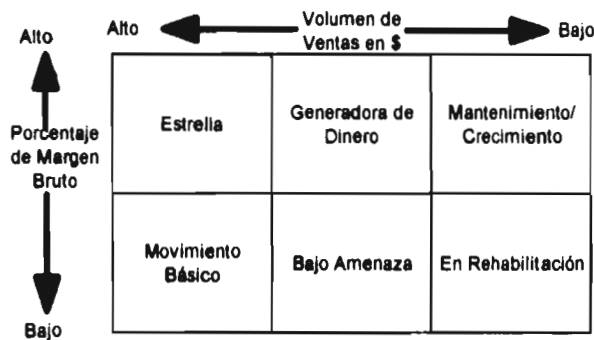 Alto
Alto
Volumen de
Ventas en $
Bajo
Porcentaje
de Margen
Bruto
Bajo
Estrella
Generadora de
Dinero
Mantenimiento/
Crecimiento
Movimiento
Básico
Bajo Amenaza
En Rehabilitación